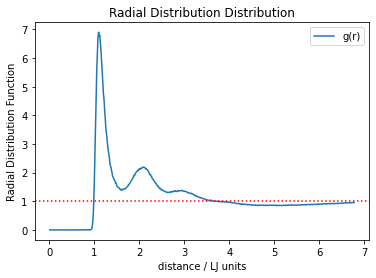 Radial Distribution Distribution
g(r)
7
6
5
4
3
2
1
0
Radial Distribution Function
0 1 2 3 4 5 6 7
distance / LJ units